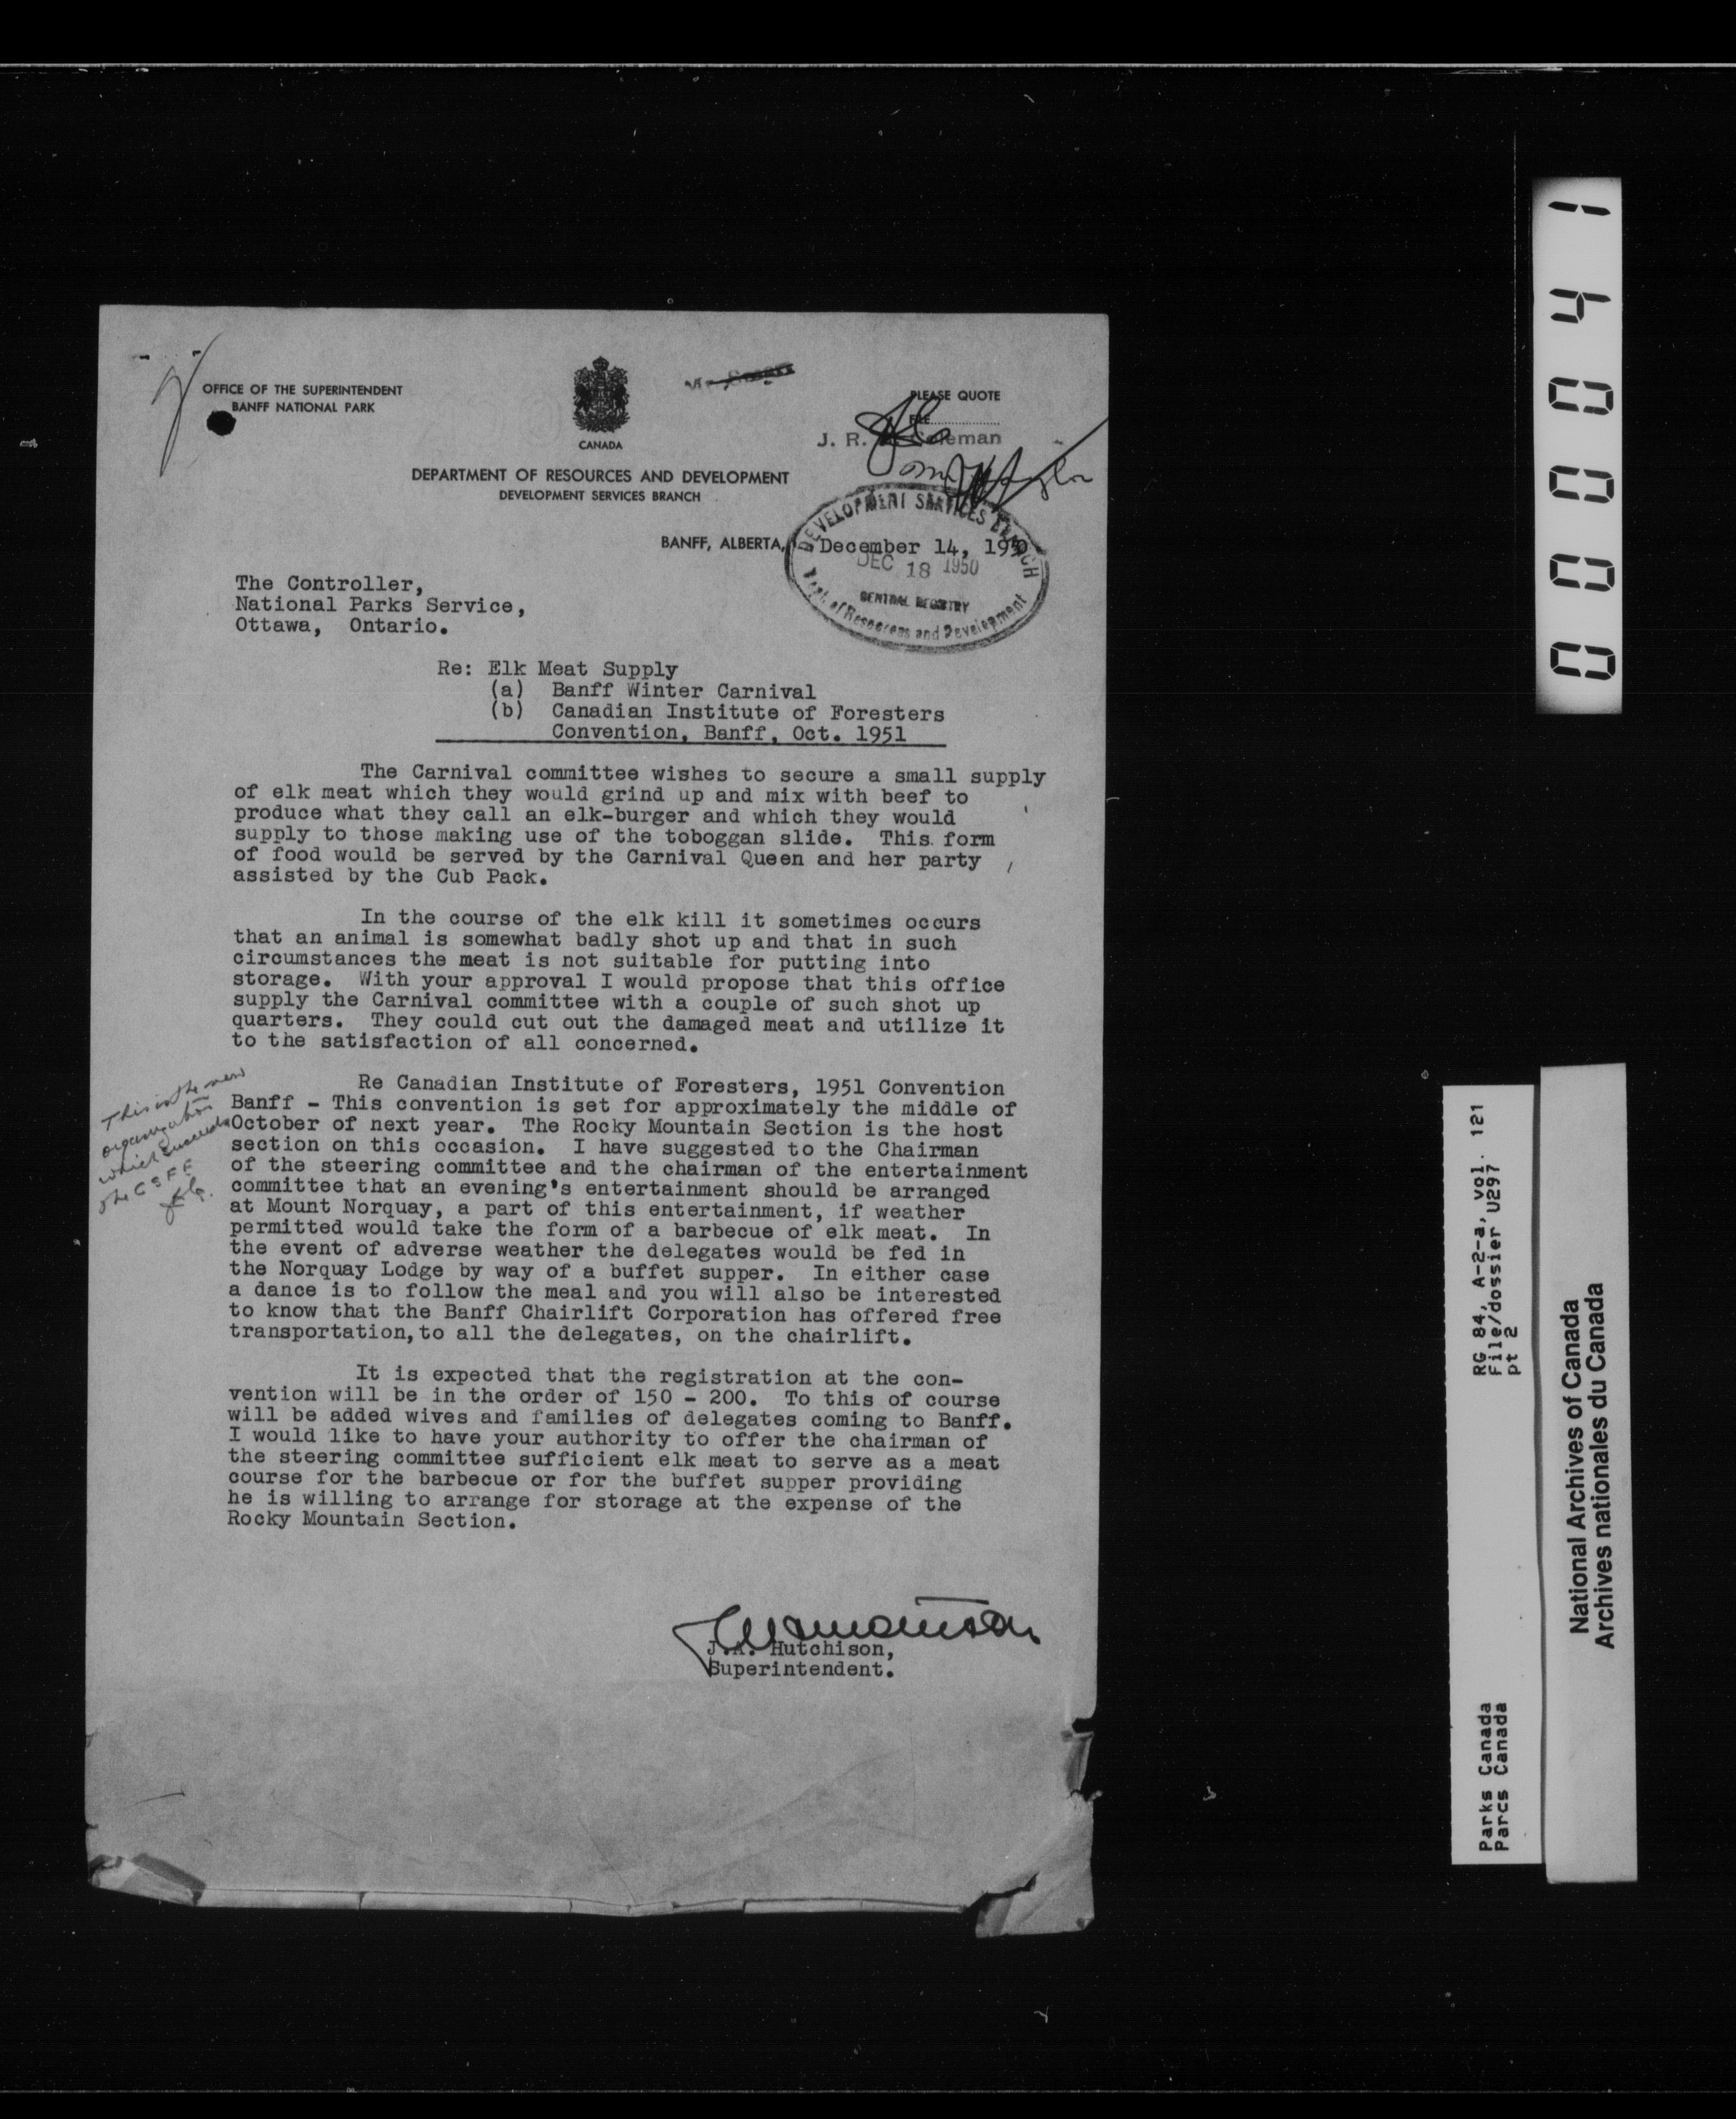 OFFICE OF THE SUPERINTENDENT
BANFF NATIONAL PARK
CANADA
PLEASE QUOTE
FILE
J. R. Coleman
DEPARTMENT OF RESOURCES AND DEVELOPMENT
DEVELOPMENT SERVICES BRANCH
BANFF, ALBERTA, December 14, 1950
DEVELOPMENT SERVICES BRANCH
DEC 18 1950
CENTRAL REGISTRY
Dept. of Resources and Development
The Controller,
National Parks Service,
Ottawa, Ontario.
Re: Elk Meat Supply
(a) Banff Winter Carnival
(b) Canadian Institute of Foresters
Convention, Banff, Oct. 1951
The Carnival committee wishes to secure a small supply
of elk meat which they would grind up and mix with beef to
produce what they call an elk-burger and which they would
supply to those making use of the toboggan slide. This form
of food would be served by the Carnival Queen and her party
assisted by the Cub Pack.
In the course of the elk kill it sometimes occurs
that an animal is somewhat badly shot up and that in such
circumstances the meat is not suitable for putting into
storage. With your approval I would propose that this office
supply the Carnival committee with a couple of such shot up
quarters. They could cut out the damaged meat and utilize it
to the satisfaction of all concerned.
Re Canadian Institute of Foresters, 1951 Convention
Banff - This convention is set for approximately the middle of
October of next year. The Rocky Mountain Section is the host
section on this occasion. I have suggested to the Chairman
of the steering committee and the chairman of the entertainment
committee that an evening's entertainment should be arranged
at Mount Norquay, a part of this entertainment, if weather
permitted would take the form of a barbecue of elk meat. In
the event of adverse weather the delegates would be fed in
the Norquay Lodge by way of a buffet supper. In either case
a dance is to follow the meal and you will also be interested
to know that the Banff Chairlift Corporation has offered free
transportation, to all the delegates, on the chairlift.
This is the new
organization
which succeeds
the C S F E
It is expected that the registration at the con-
vention will be in the order of 150 - 200. To this of course
will be added wives and families of delegates coming to Banff.
I would like to have your authority to offer the chairman of
the steering committee sufficient elk meat to serve as a meat
course for the barbecue or for the buffet supper providing
he is willing to arrange for storage at the expense of the
Rocky Mountain Section.
J.A. Hutchison,
Superintendent.
00041
RG 84, A-2-a, vol. 121
File/dossier U297
pt 2
Parks Canada
Parcs Canada
National Archives of Canada
Archives nationales du Canada